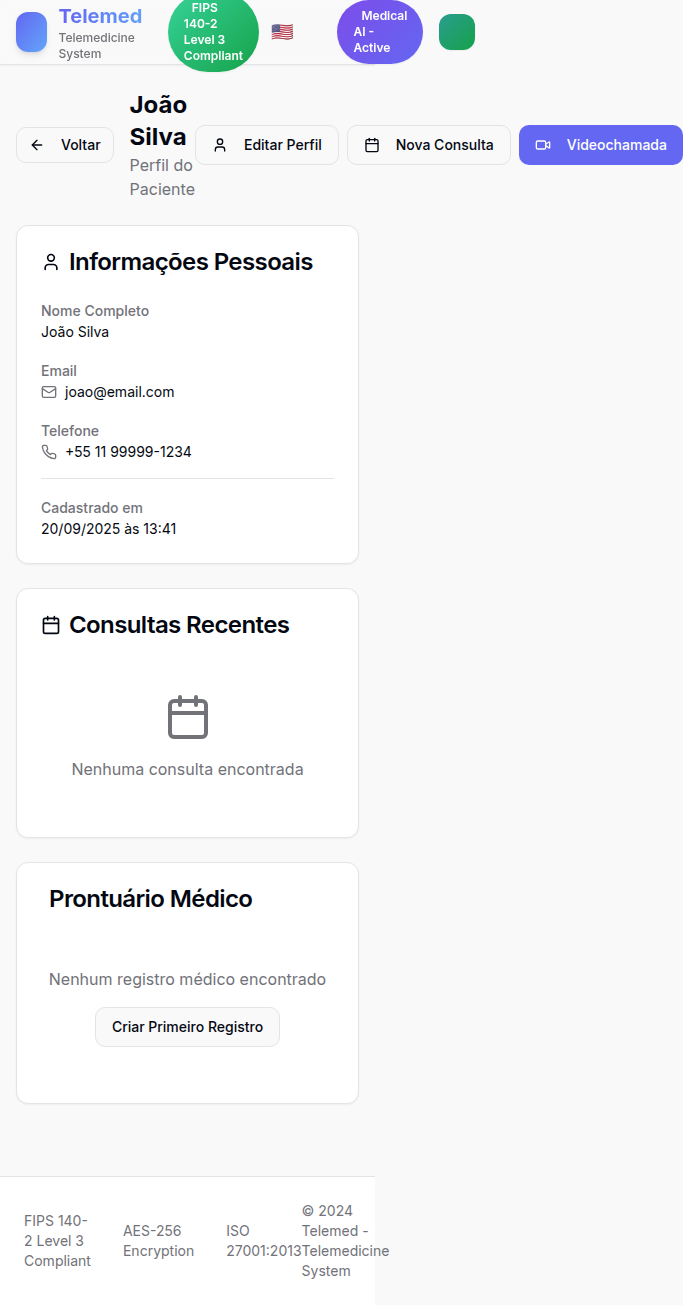 Telemed
Telemedicine
System
FIPS
140-2
Level 3
Compliant
Medical
AI -
Active
Voltar
João
Silva
Perfil do
Paciente
Editar Perfil
Nova Consulta
Videochamada
Informações Pessoais
Nome Completo
João Silva
Email
joao@email.com
Telefone
+55 11 99999-1234
Cadastrado em
20/09/2025 às 13:41
Consultas Recentes
Nenhuma consulta encontrada
Prontuário Médico
Nenhum registro médico encontrado
Criar Primeiro Registro
FIPS 140-
2 Level 3
Compliant
AES-256
Encryption
ISO
27001:2013
© 2024
Telemed -
Telemedicine
System